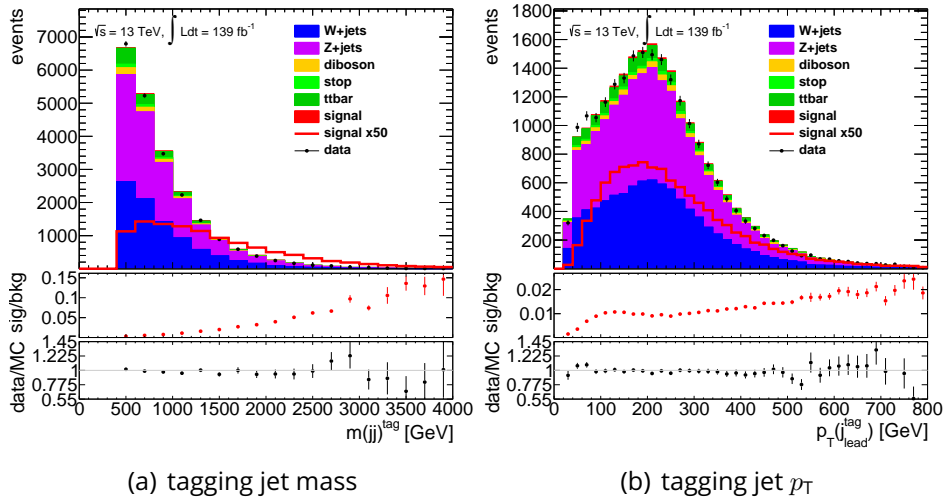 events
√s = 13 TeV, ∫ Ldt = 139 fb⁻¹
W+jets
Z+jets
diboson
stop
ttbar
signal
signal x50
data
7000
6000
5000
4000
3000
2000
1000
sig/bkg
0.15
0.10
0.05
data/MC
1.45
1.225
1
0.775
0.55
0 500 1000 1500 2000 2500 3000 3500 4000
m(jj)^tag [GeV]
(a) tagging jet mass
events
√s = 13 TeV, ∫ Ldt = 139 fb⁻¹
W+jets
Z+jets
diboson
stop
ttbar
signal
signal x50
data
1800
1600
1400
1200
1000
800
600
400
200
sig/bkg
0.02
0.01
data/MC
1.45
1.225
1
0.775
0.55
0 100 200 300 400 500 600 700 800
p_T(j_lead^tag) [GeV]
(b) tagging jet p_T